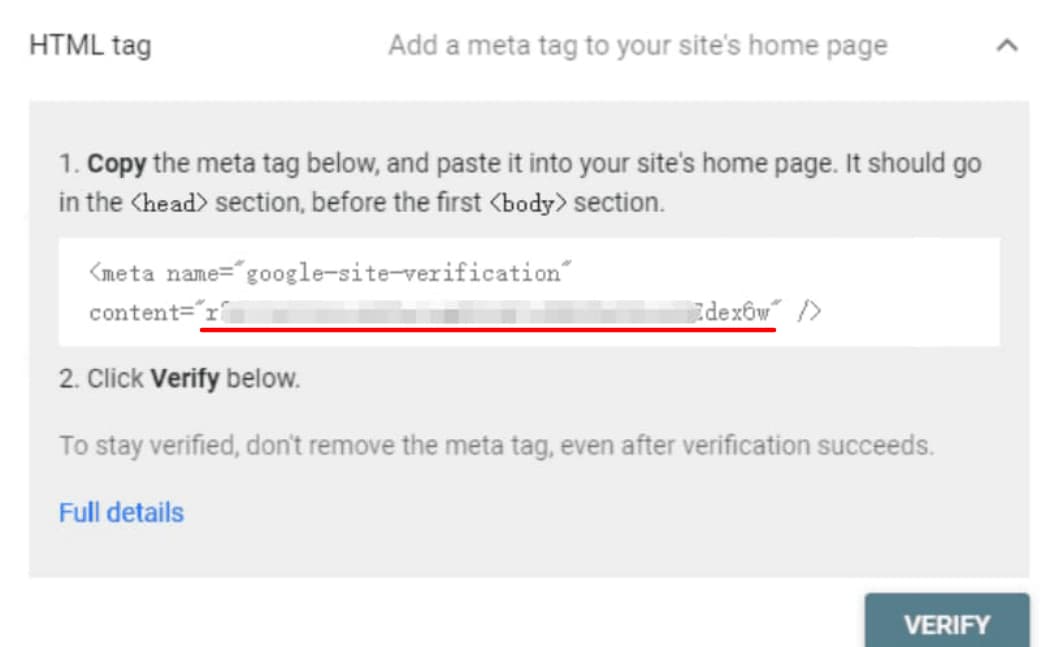 HTML tag Add a meta tag to your site's home page
1. Copy the meta tag below, and paste it into your site's home page. It should go
in the <head> section, before the first <body> section.
<meta name="google-site-verification"
content=" dex6w" />
2. Click Verify below.
To stay verified, don't remove the meta tag, even after verification succeeds.
Full details
VERIFY